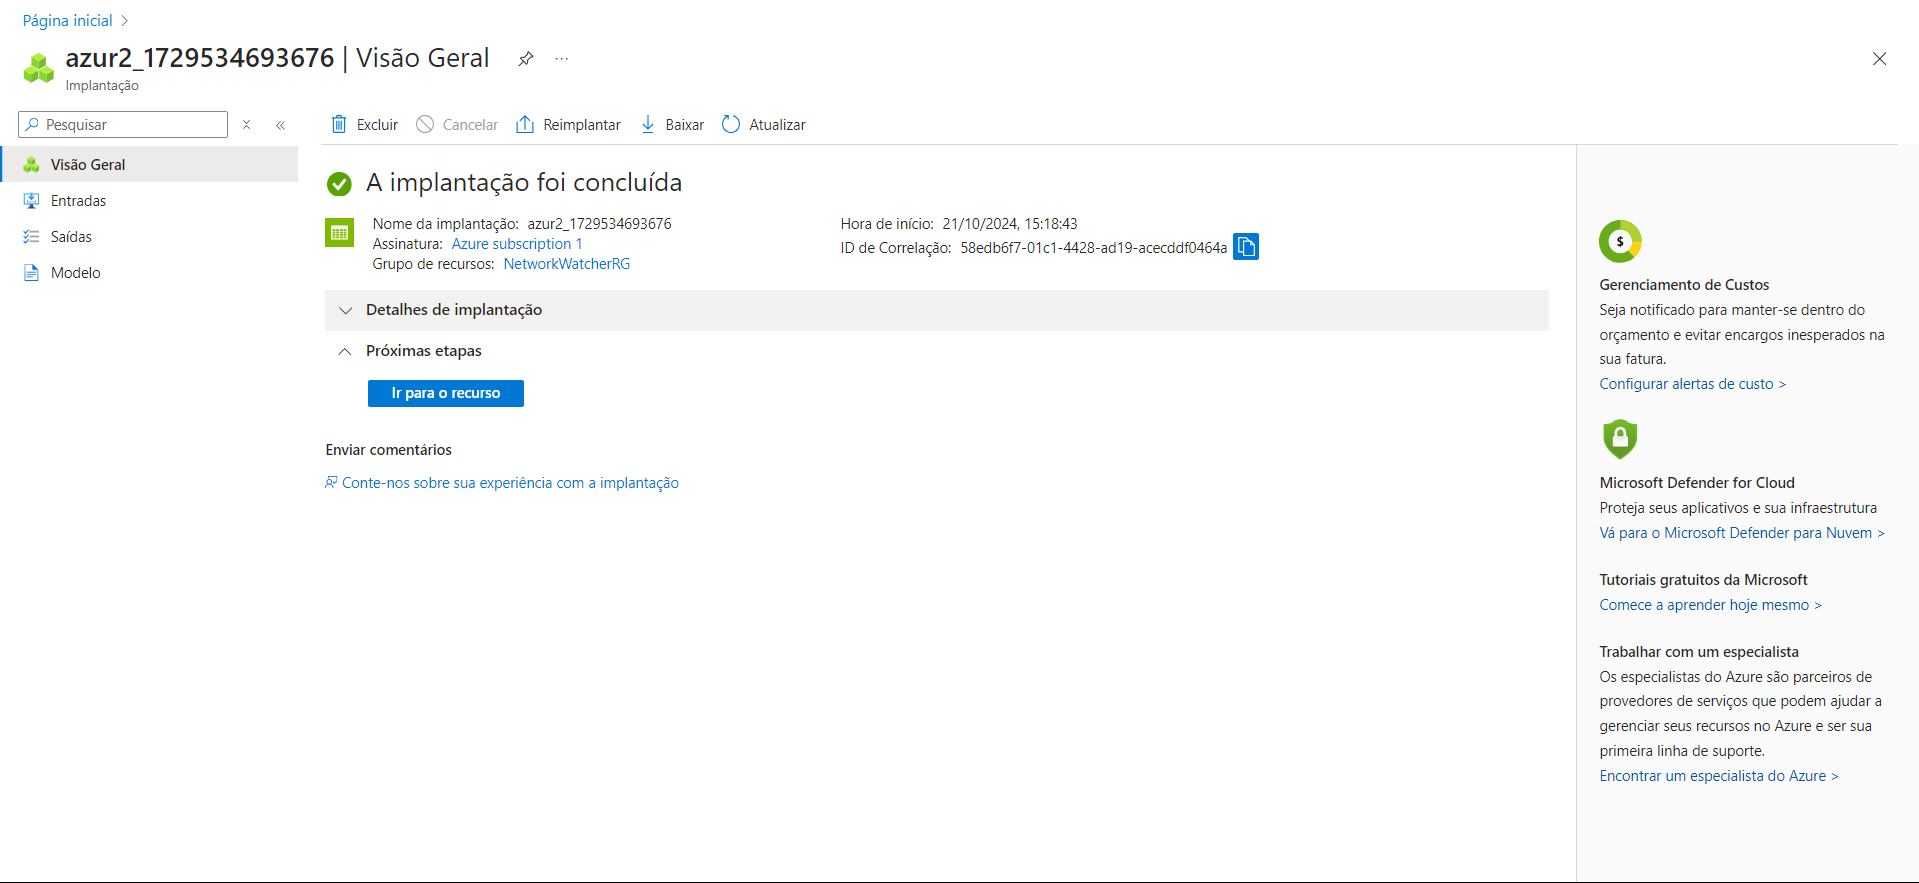 Página inicial
azur2_1729534693676 | Visão Geral
Implantação
Pesquisar
Excluir Cancelar Reimplantar Baixar Atualizar
Visão Geral
Entradas
Saídas
Modelo
A implantação foi concluída
Nome da implantação: azur2_1729534693676
Assinatura: Azure subscription 1
Grupo de recursos: NetworkWatcherRG
Hora de início: 21/10/2024, 15:18:43
ID de Correlação: 58edb6f7-01c1-4428-ad19-acecddf0464a
Detalhes de implantação
Próximas etapas
Ir para o recurso
Enviar comentários
Conte-nos sobre sua experiência com a implantação
Gerenciamento de Custos
Seja notificado para manter-se dentro do
orçamento e evitar encargos inesperados na
sua fatura.
Configurar alertas de custo >
Microsoft Defender for Cloud
Proteja seus aplicativos e sua infraestrutura
Vá para o Microsoft Defender para Nuvem >
Tutoriais gratuitos da Microsoft
Comece a aprender hoje mesmo >
Trabalhar com um especialista
Os especialistas do Azure são parceiros de
provedores de serviços que podem ajudar a
gerenciar seus recursos no Azure e ser sua
primeira linha de suporte.
Encontrar um especialista do Azure >